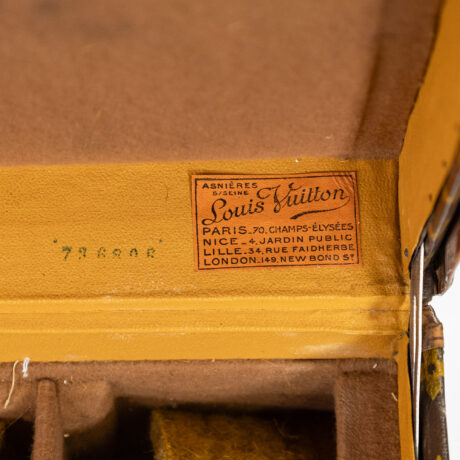 ASNIÈRES
S/SEINE
Louis Vuitton
PARIS_70, CHAMPS-ÉLYSÉES
NICE_4, JARDIN PUBLIC
LILLE_34, RUE FAIDHERBE
LONDON_149, NEW BOND ST